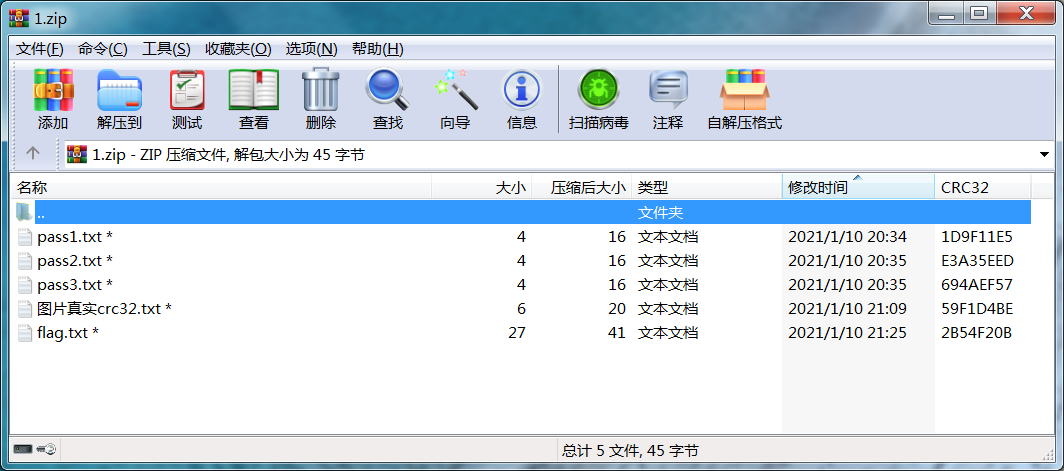 1.zip
文件(F) 命令(C) 工具(S) 收藏夹(O) 选项(N) 帮助(H)
添加 解压到 测试 查看 删除 查找 向导 信息 扫描病毒 注释 自解压格式
1.zip - ZIP 压缩文件, 解包大小为 45 字节
名称 大小 压缩后大小 类型 修改时间 CRC32
.. 文件夹
pass1.txt * 4 16 文本文档 2021/1/10 20:34 1D9F11E5
pass2.txt * 4 16 文本文档 2021/1/10 20:35 E3A35EED
pass3.txt * 4 16 文本文档 2021/1/10 20:35 694AEF57
图片真实crc32.txt * 6 20 文本文档 2021/1/10 21:09 59F1D4BE
flag.txt * 27 41 文本文档 2021/1/10 21:25 2B54F20B
总计 5 文件, 45 字节